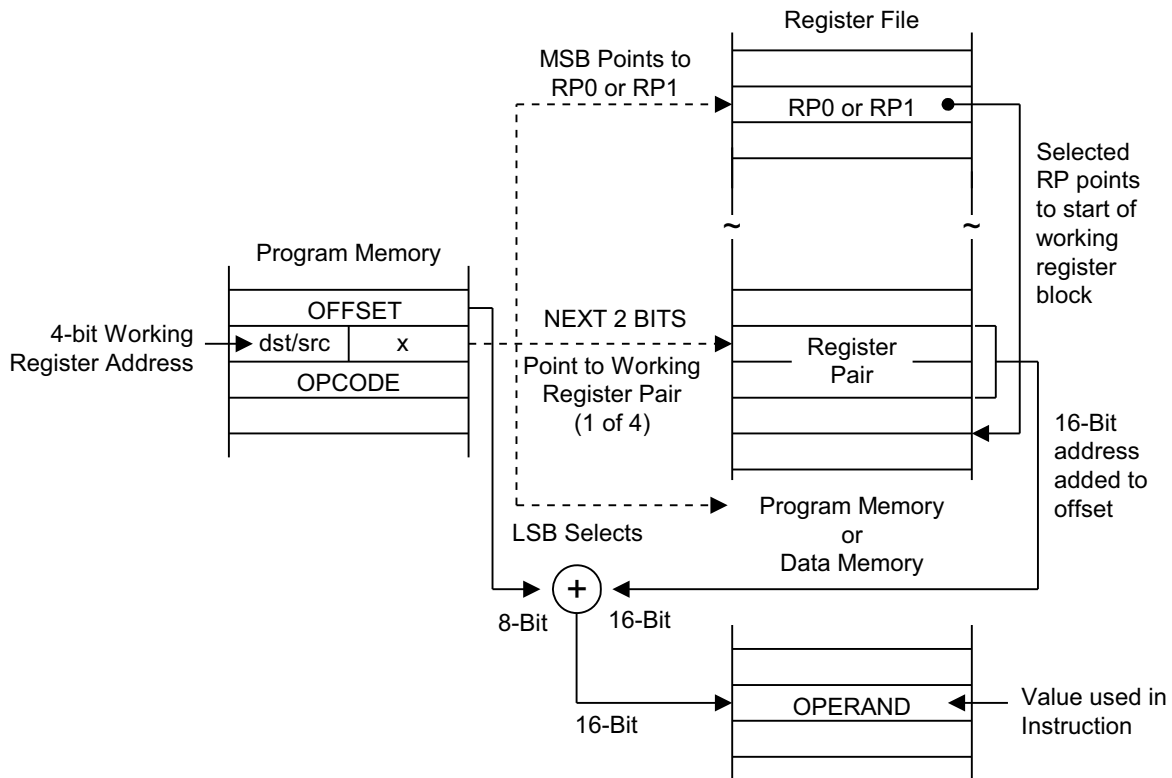 Register File
MSB Points to
RP0 or RP1
RP0 or RP1
Selected
RP points
to start of
working
register
block
~
~
Program Memory
OFFSET
4-bit Working
Register Address
dst/src
x
OPCODE
NEXT 2 BITS
Point to Working
Register Pair
(1 of 4)
Register
Pair
16-Bit
address
added to
offset
LSB Selects
Program Memory
or
Data Memory
+
8-Bit
16-Bit
16-Bit
OPERAND
Value used in
Instruction